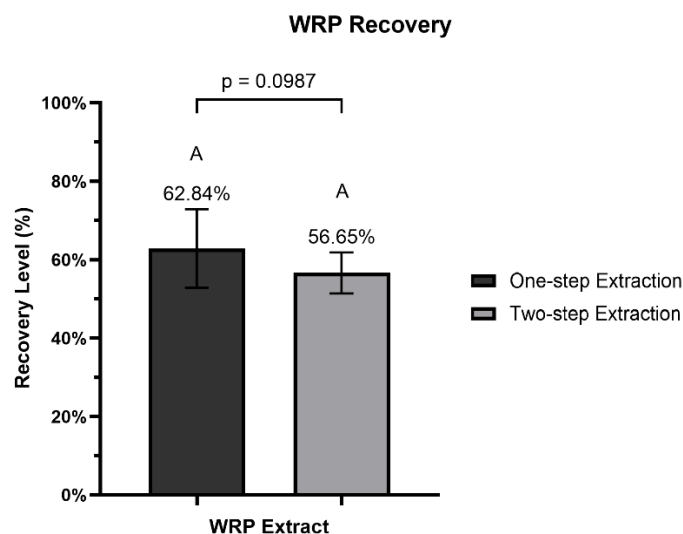 WRP Recovery
p = 0.0987
100%
80%
60%
40%
20%
0%
Recovery Level (%)
A
62.84%
A
56.65%
WRP Extract
One-step Extraction
Two-step Extraction